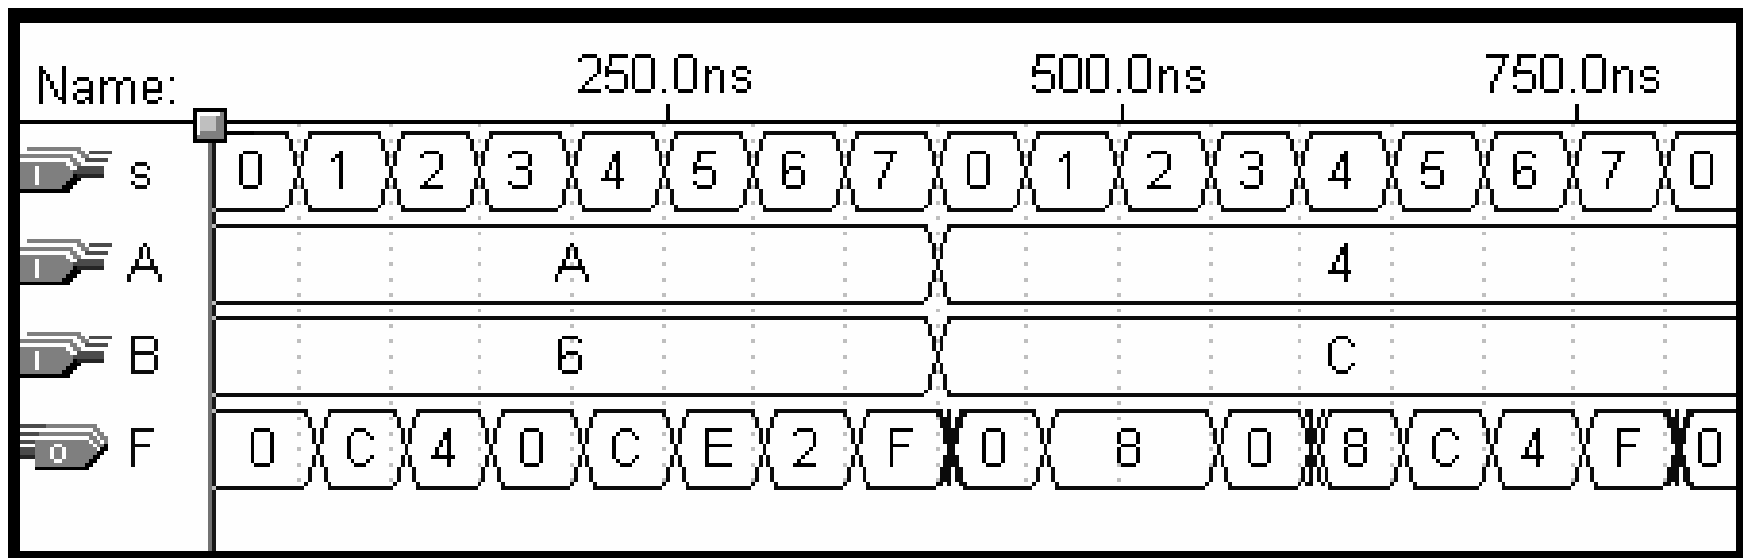 250.0ns 500.0ns 750.0ns
Name:
I s 0 1 2 3 4 5 6 7 0 1 2 3 4 5 6 7 0
I A A 4
I B 6 C
O F 0 C 4 0 C E 2 F 0 8 0 8 C 4 F 0